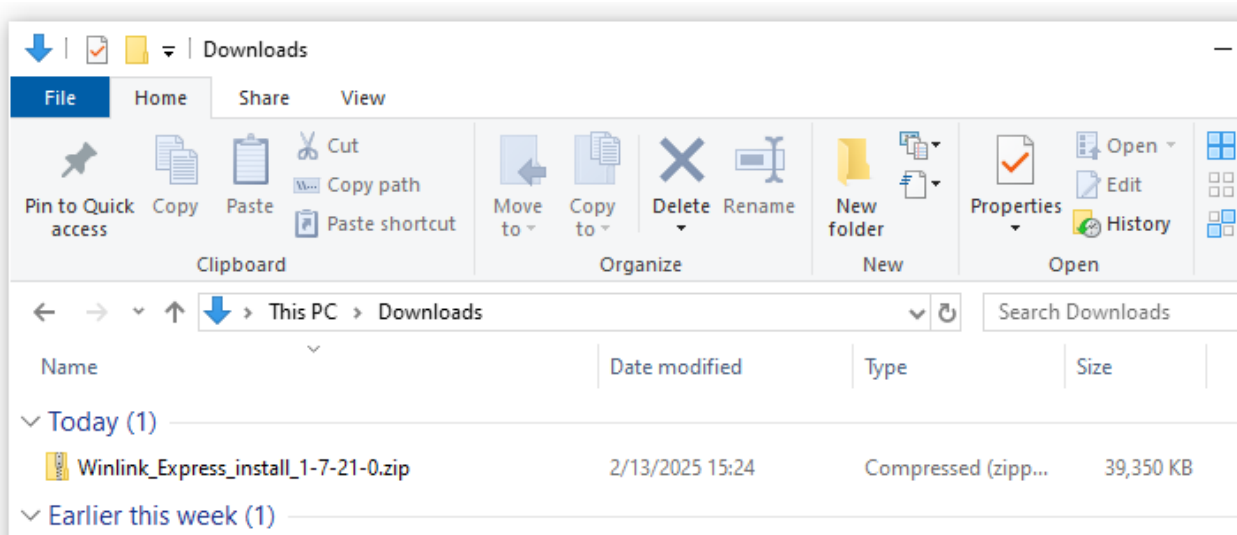 Downloads
File Home Share View
Pin to Quick access
Copy
Paste
Cut
Copy path
Paste shortcut
Clipboard
Move to
Copy to
Delete
Rename
Organize
New folder
New
Properties
Open
Edit
History
Open
This PC > Downloads
Search Downloads
Name Date modified Type Size
Today (1)
Winlink_Express_install_1-7-21-0.zip 2/13/2025 15:24 Compressed (zipp... 39,350 KB
Earlier this week (1)